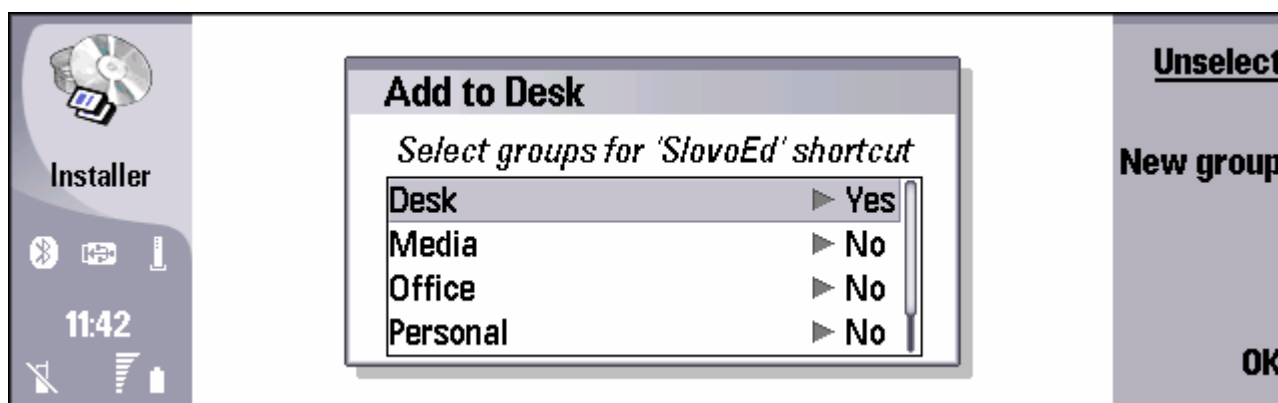 Installer
11:42
Add to Desk
Select groups for 'SlovoEd' shortcut
Desk Yes
Media No
Office No
Personal No
Unselect
New group
OK